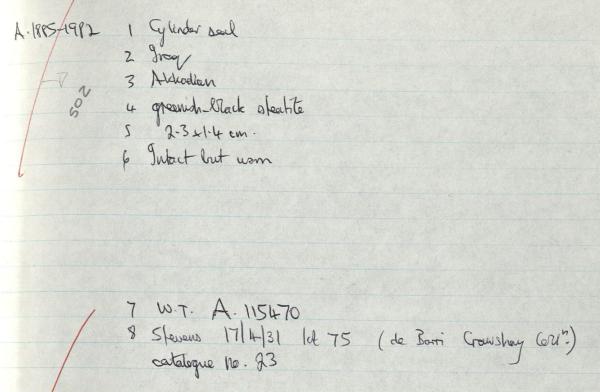 A.1885-1982 1 Cylinder seal
2 Iraq
3 Akkadian
502
4 greenish-black steatite
5 2.3 x 1.4 cm.
6 Intact but worn
7 W.T. A.115470
8 Stevens 17/4/31 lot 75 (de Barri Crawshay Colln.)
catalogue no. 23